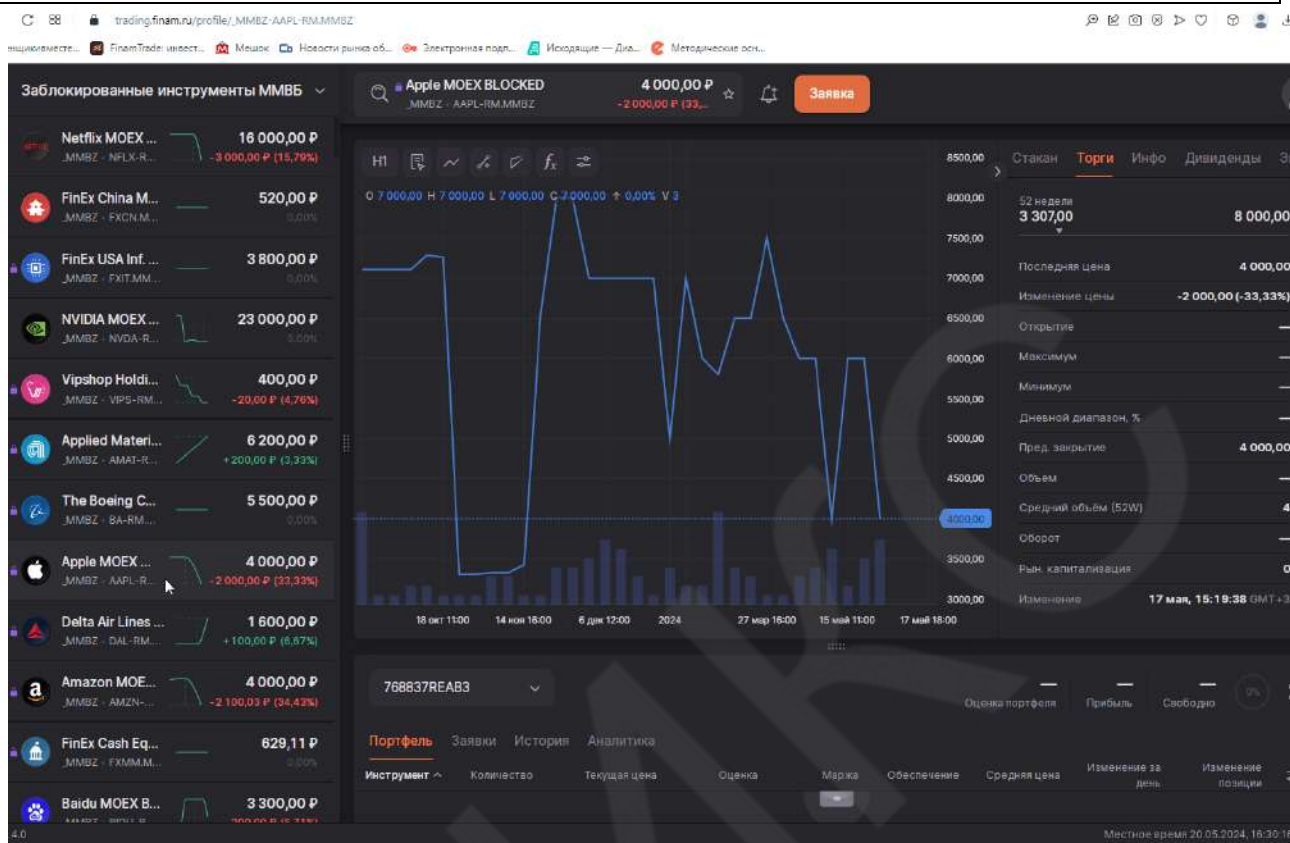 trading.finam.ru/profile/_MMBZ-AAPL-RM.MMBZ
FinamTrade: инвест... Мешок Новости рынка об... Электронная подп... Исходящие — Диа... Методические осн...
Заблокированные инструменты ММВБ
Apple MOEX BLOCKED
_MMBZ - AAPL-RM.MMBZ
4 000,00 ₽
-2 000,00 ₽ (33,...
Заявка
Netflix MOEX ... 16 000,00 ₽
_MMBZ - NFLX-R... -3 000,00 ₽ (15,79%)
FinEx China M... 520,00 ₽
_MMBZ - FXCN.M... 0,00%
FinEx USA Inf. ... 3 800,00 ₽
_MMBZ - FXIT.MM... 0,00%
NVIDIA MOEX ... 23 000,00 ₽
_MMBZ - NVDA-R... 0,00%
Vipshop Holdi... 400,00 ₽
_MMBZ - VIPS-RM... -20,00 ₽ (4,76%)
Applied Materi... 6 200,00 ₽
_MMBZ - AMAT-R... +200,00 ₽ (3,33%)
The Boeing C... 5 500,00 ₽
_MMBZ - BA-RM.... 0,00%
Apple MOEX ... 4 000,00 ₽
_MMBZ - AAPL-R... -2 000,00 ₽ (33,33%)
Delta Air Lines ... 1 600,00 ₽
_MMBZ - DAL-RM.... +100,00 ₽ (6,67%)
Amazon MOE... 4 000,00 ₽
_MMBZ - AMZN-... -2 100,03 ₽ (34,43%)
FinEx Cash Eq... 629,11 ₽
_MMBZ - FXMM.M... 0,00%
Baidu MOEX B... 3 300,00 ₽
4.0
H1
O 7 000,00 H 7 000,00 L 7 000,00 C 7 000,00 ↑ 0,00% V 3
8500,00
8000,00
7500,00
7000,00
6500,00
6000,00
5500,00
5000,00
4500,00
4000,00
3500,00
3000,00
18 окт 11:00 14 ноя 16:00 6 дек 12:00 2024 27 мар 16:00 15 май 11:00 17 май 18:00
Стакан Торги Инфо Дивиденды
52 недели
3 307,00 8 000,00
Последняя цена 4 000,00
Изменение цены -2 000,00 (-33,33%)
Открытие —
Максимум —
Минимум —
Дневной диапазон, % —
Пред. закрытие 4 000,00
Объем —
Средний объём (52W) 4
Оборот —
Рын. капитализация 0
Изменение 17 мая, 15:19:38 GMT+3
768837REAB3
— — — 0%
Оценка портфеля Прибыль Свободно
Портфель Заявки История Аналитика
Инструмент Количество Текущая цена Оценка Маржа Обеспечение Средняя цена Изменение за день Изменение позиции
Местное время 20.05.2024, 16:30:16